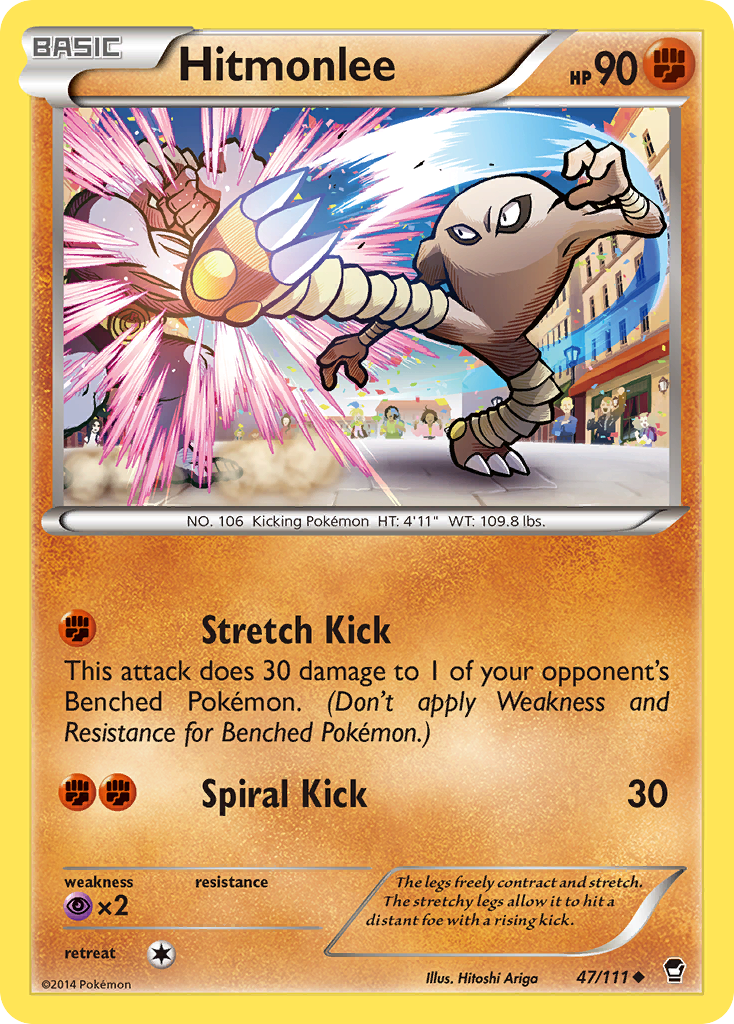 BASIC
Hitmonlee
HP 90
NO. 106 Kicking Pokémon HT: 4'11" WT: 109.8 lbs.
Stretch Kick
This attack does 30 damage to 1 of your opponent's
Benched Pokémon. (Don't apply Weakness and
Resistance for Benched Pokémon.)
Spiral Kick 30
weakness resistance
×2
The legs freely contract and stretch.
The stretchy legs allow it to hit a
distant foe with a rising kick.
retreat
©2014 Pokémon
Illus. Hitoshi Ariga
47/111